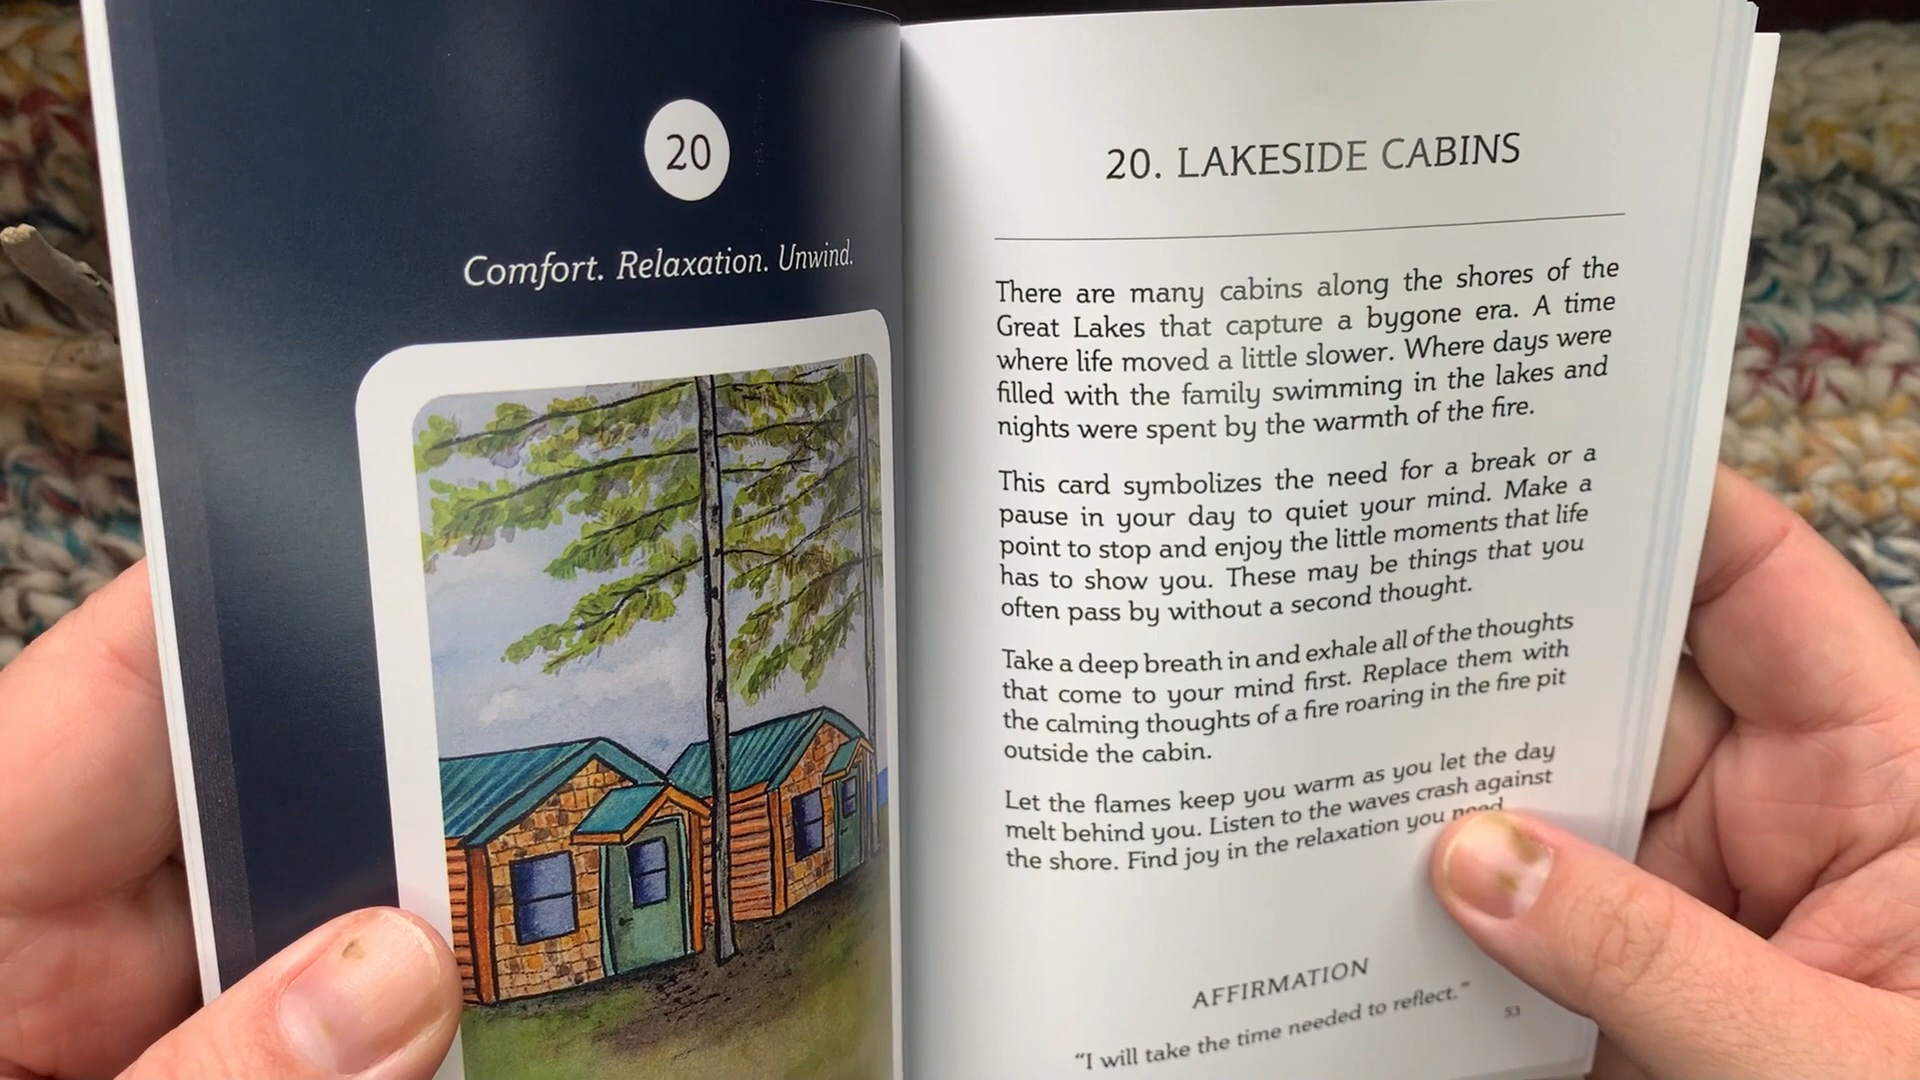 20
Comfort. Relaxation. Unwind.
20. LAKESIDE CABINS
There are many cabins along the shores of the
Great Lakes that capture a bygone era. A time
where life moved a little slower. Where days were
filled with the family swimming in the lakes and
nights were spent by the warmth of the fire.
This card symbolizes the need for a break or a
pause in your day to quiet your mind. Make a
point to stop and enjoy the little moments that life
has to show you. These may be things that you
often pass by without a second thought.
Take a deep breath in and exhale all of the thoughts
that come to your mind first. Replace them with
the calming thoughts of a fire roaring in the fire pit
outside the cabin.
Let the flames keep you warm as you let the day
melt behind you. Listen to the waves crash against
the shore. Find joy in the relaxation you need
AFFIRMATION
"I will take the time needed to reflect."
53